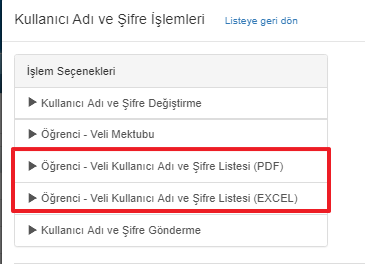 Kullanıcı Adı ve Şifre İşlemleri Listeye geri dön
İşlem Seçenekleri
Kullanıcı Adı ve Şifre Değiştirme
Öğrenci - Veli Mektubu
Öğrenci - Veli Kullanıcı Adı ve Şifre Listesi (PDF)
Öğrenci - Veli Kullanıcı Adı ve Şifre Listesi (EXCEL)
Kullanıcı Adı ve Şifre Gönderme